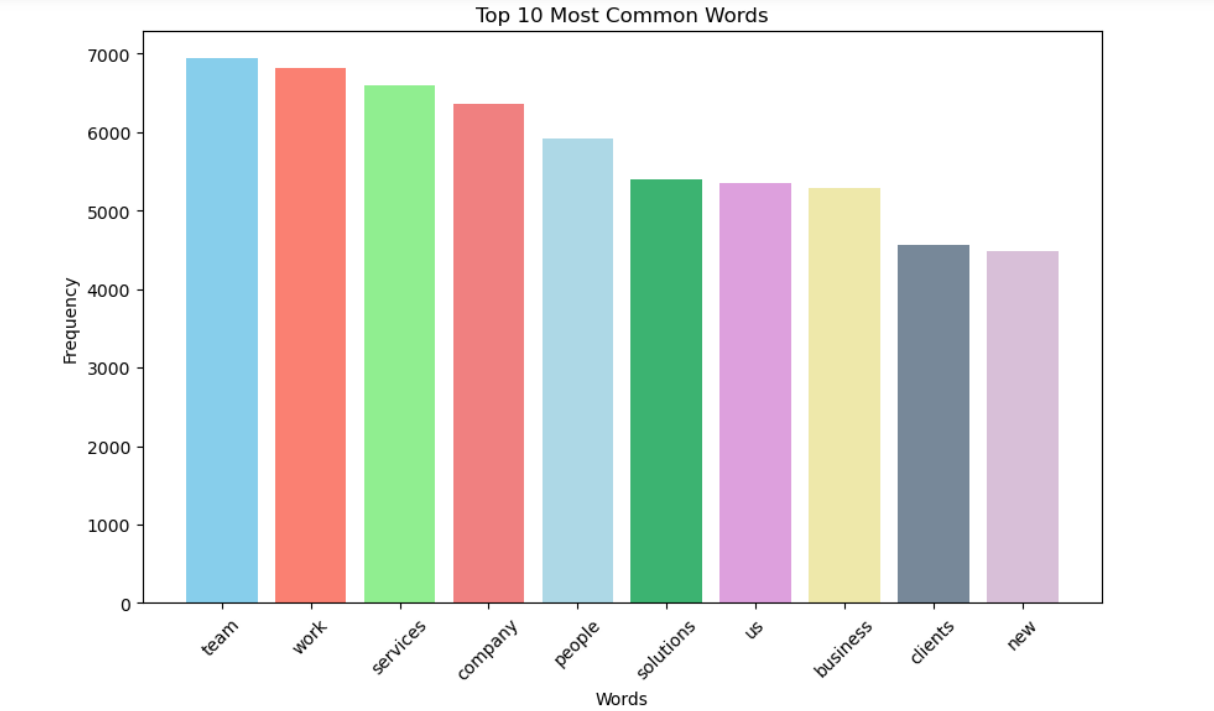 Top 10 Most Common Words
7000
6000
5000
4000
3000
2000
1000
0
Frequency
team
work
services
company
people
solutions
us
business
clients
new
Words